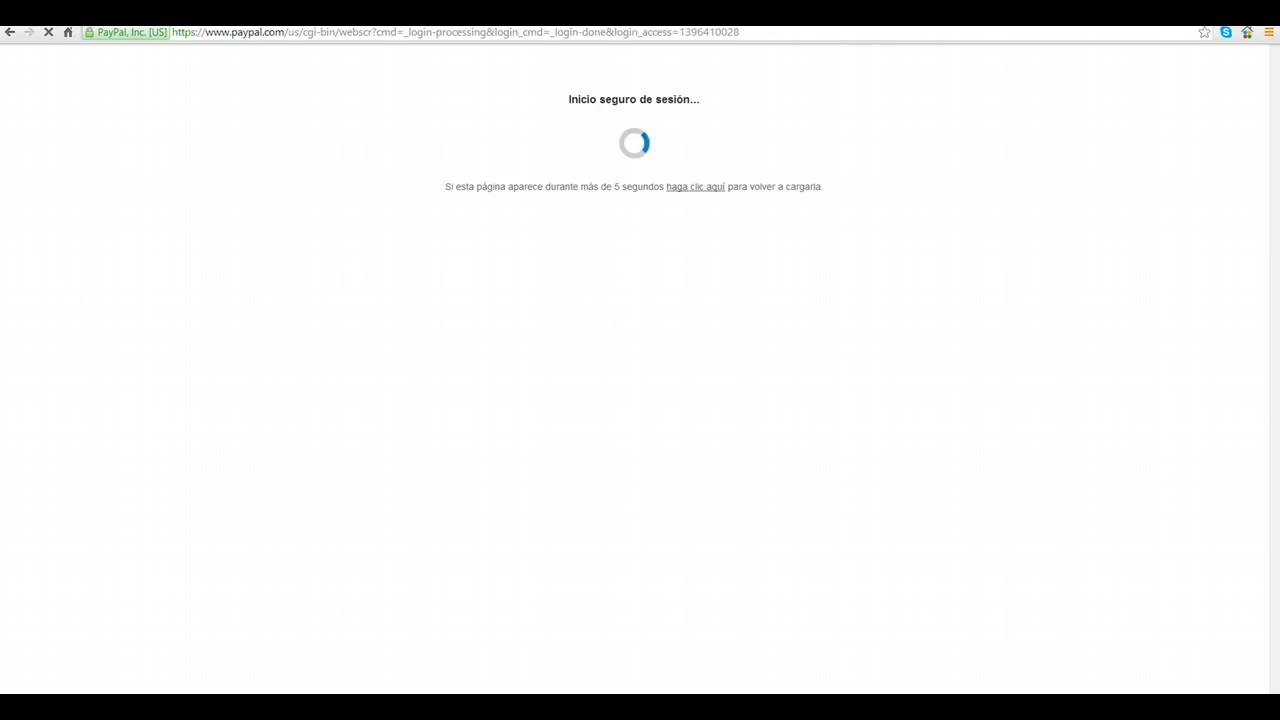 PayPal, Inc. [US] https://www.paypal.com/us/cgi-bin/webscr?cmd=_login-processing&login_cmd=_login-done&login_access=1396410028
Inicio seguro de sesión...
Si esta página aparece durante más de 5 segundos haga clic aquí para volver a cargarla.